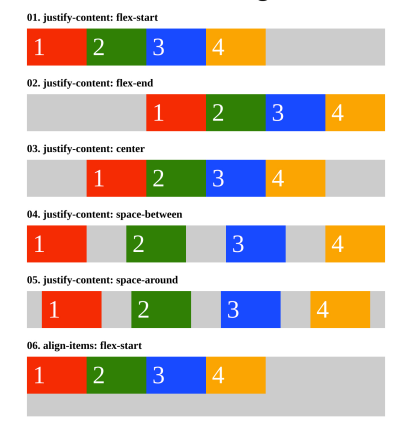 01. justify-content: flex-start
1 2 3 4
02. justify-content: flex-end
1 2 3 4
03. justify-content: center
1 2 3 4
04. justify-content: space-between
1 2 3 4
05. justify-content: space-around
1 2 3 4
06. align-items: flex-start
1 2 3 4